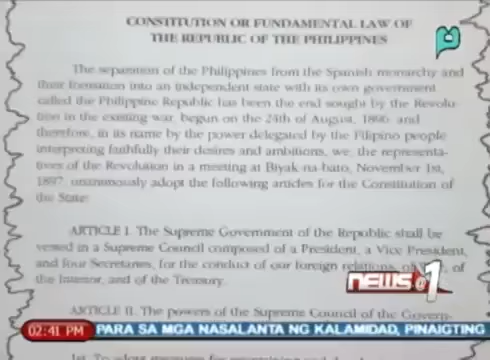 CONSTITUTION OR FUNDAMENTAL LAW OF
THE REPUBLIC OF THE PHILIPPINES
The separation of the Philippines from the Spanish monarchy and
their formation into an independent state with its own government
called the Philippine Republic has been the end sought by the Revolu-
tion in the existing war, begun on the 24th of August, 1896; and
therefore, in its name by the power delegated by the Filipino people
interpreting faithfully their desires and ambitions, we, the representa-
tives of the Revolution in a meeting at Biyak-na-bato, November 1st,
1897, unanimously adopt the following articles for the Constitution of
the State:
ARTICLE I. The Supreme Government of the Republic shall be
vested in a Supreme Council composed of a President, a Vice President,
and four Secretaries, for the conduct of our foreign relations, of
the Interior, and of the Treasury.
NEWS@1
ARTICLE II. The powers of the Supreme Council of the Govern-
02:41 PM PARA SA MGA NASALANTA NG KALAMIDAD, PINAIGTING
1st. To adopt measures for